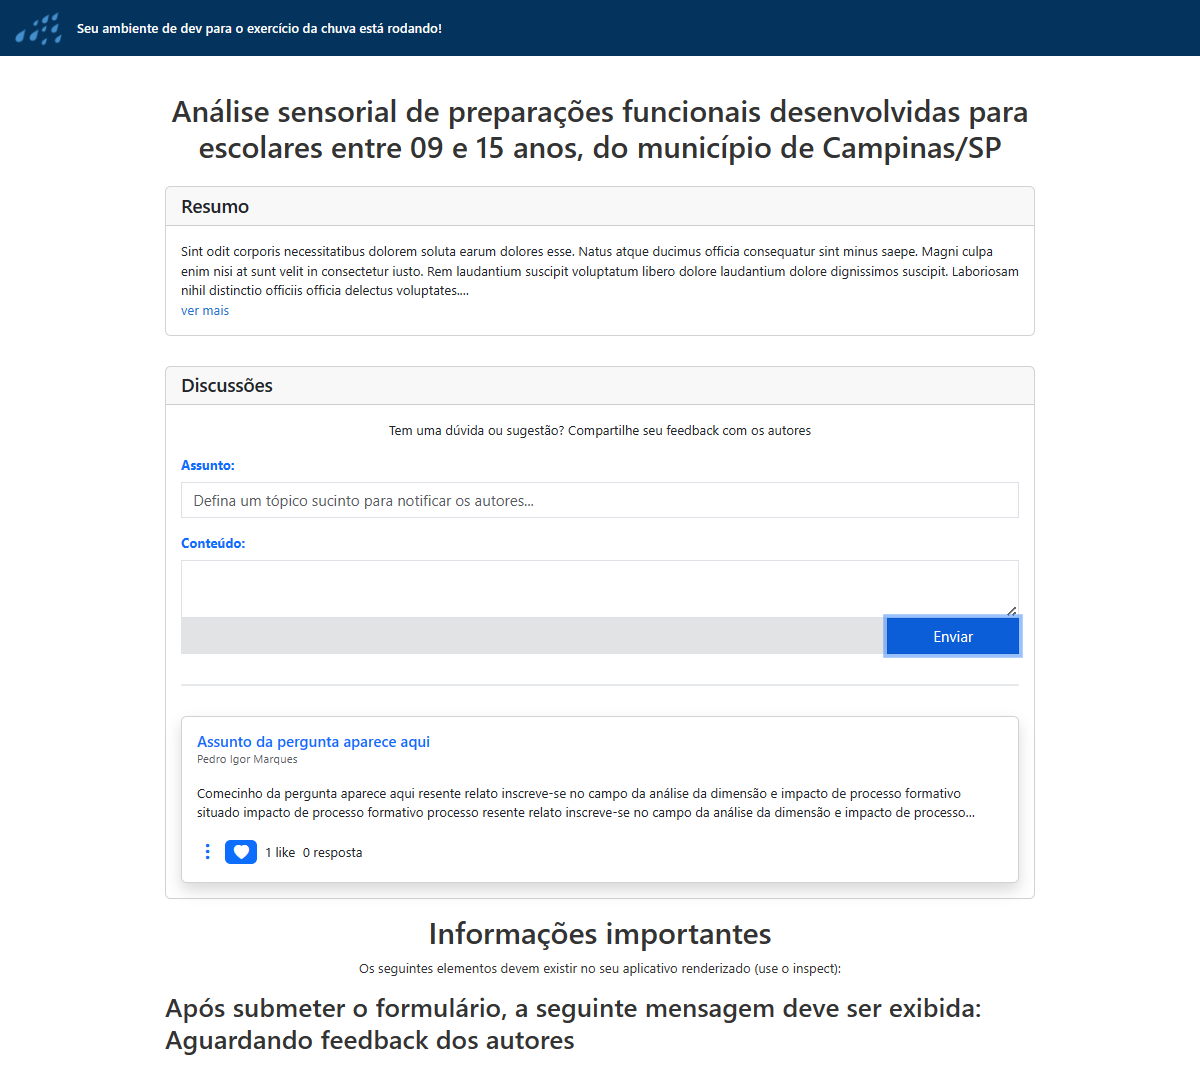 Seu ambiente de dev para o exercício da chuva está rodando!
Análise sensorial de preparações funcionais desenvolvidas para
escolares entre 09 e 15 anos, do município de Campinas/SP
Resumo
Sint odit corporis necessitatibus dolorem soluta earum dolores esse. Natus atque ducimus officia consequatur sint minus saepe. Magni culpa
enim nisi at sunt velit in consectetur iusto. Rem laudantium suscipit voluptatum libero dolore laudantium dolore dignissimos suscipit. Laboriosam
nihil distinctio officiis officia delectus voluptates....
ver mais
Discussões
Tem uma dúvida ou sugestão? Compartilhe seu feedback com os autores
Assunto:
Defina um tópico sucinto para notificar os autores...
Conteúdo:
Enviar
Assunto da pergunta aparece aqui
Pedro Igor Marques
Comecinho da pergunta aparece aqui resente relato inscreve-se no campo da análise da dimensão e impacto de processo formativo
situado impacto de processo formativo processo resente relato inscreve-se no campo da análise da dimensão e impacto de processo...
1 like 0 resposta
Informações importantes
Os seguintes elementos devem existir no seu aplicativo renderizado (use o inspect):
Após submeter o formulário, a seguinte mensagem deve ser exibida:
Aguardando feedback dos autores